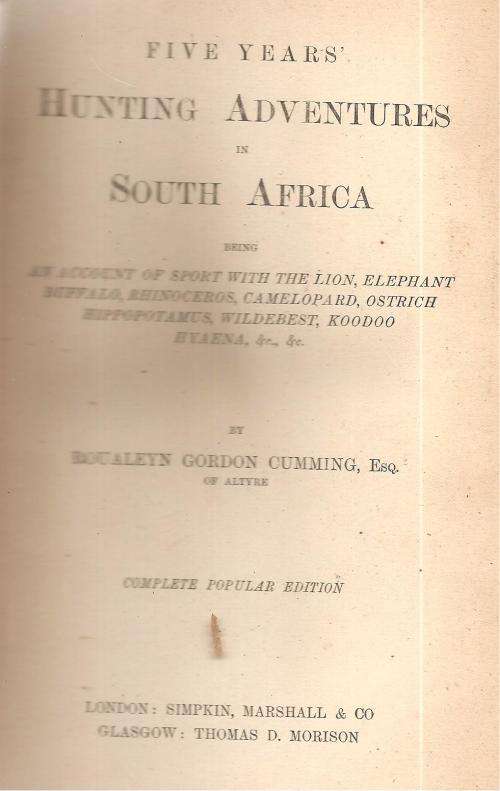 FIVE YEARS'
HUNTING ADVENTURES
IN
SOUTH AFRICA
BEING
AN ACCOUNT OF SPORT WITH THE LION, ELEPHANT
BUFFALO, RHINOCEROS, CAMELOPARD, OSTRICH
HIPPOPOTAMUS, WILDEBEST, KOODOO
HYAENA, &c., &c.
BY
ROUALEYN GORDON CUMMING, Esq.
OF ALTYRE
COMPLETE POPULAR EDITION
LONDON: SIMPKIN, MARSHALL & CO
GLASGOW: THOMAS D. MORISON